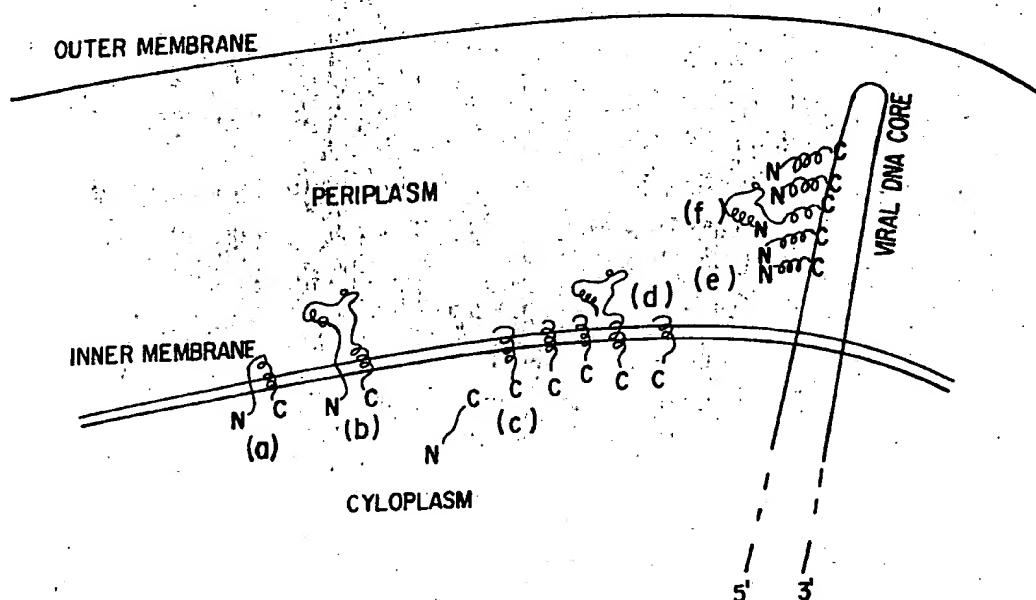 OUTER MEMBRANE
VIRAL DNA CORE
PERIPLASM
N C
N C
(f) N C
N C
N C
(e)
(d)
INNER MEMBRANE
N C
(a)
N C
(b)
N C
C C C C C
(c)
CYLOPLASM
5' 3'